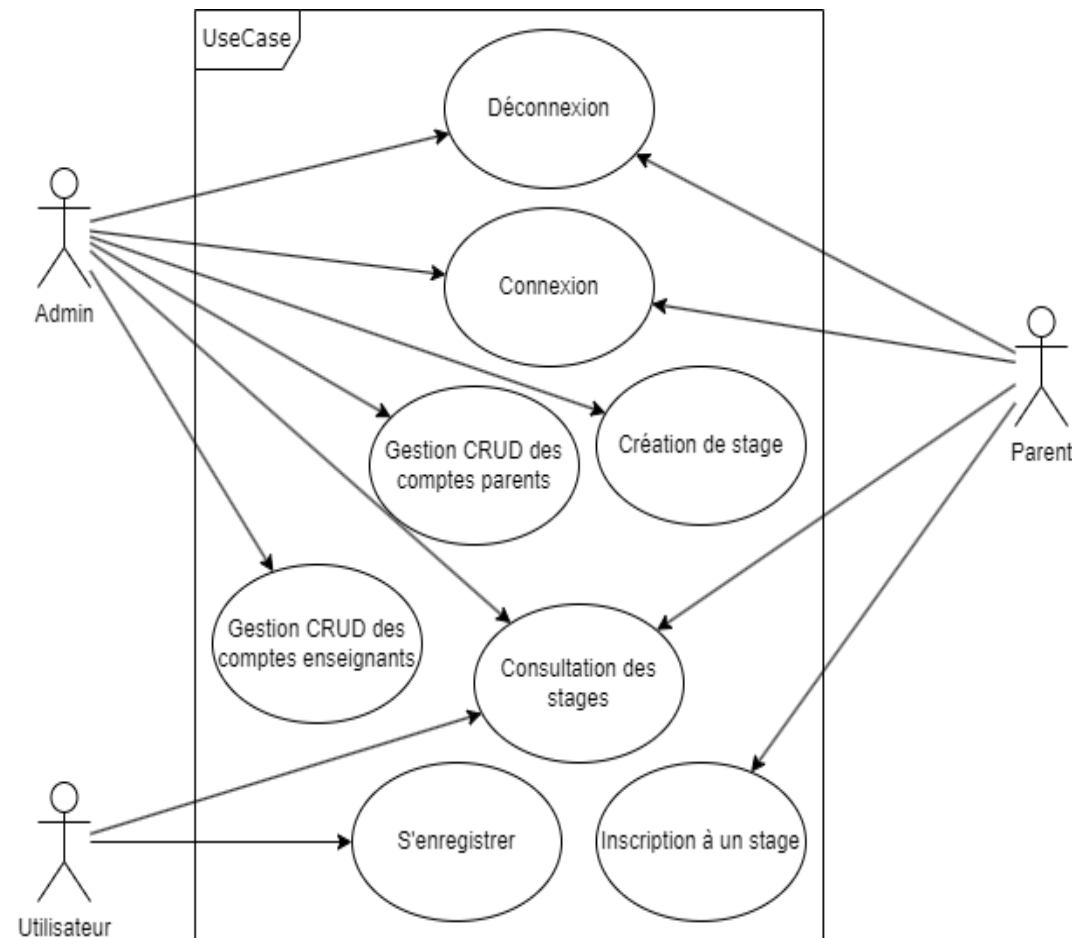 UseCase
Déconnexion
Connexion
Admin
Gestion CRUD des
comptes parents
Création de stage
Parent
Gestion CRUD des
comptes enseignants
Consultation des
stages
S'enregistrer
Inscription à un stage
Utilisateur